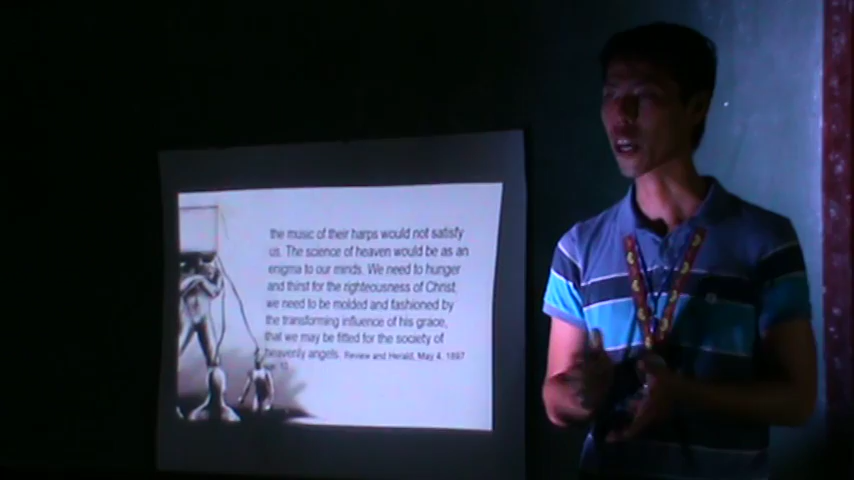 the music of their harps would not satisfy
us. The science of heaven would be as an
enigma to our minds. We need to hunger
and thirst for the righteousness of Christ,
we need to be molded and fashioned by
the transforming influence of his grace,
that we may be fitted for the society of
heavenly angels. Review and Herald, May 4, 1897